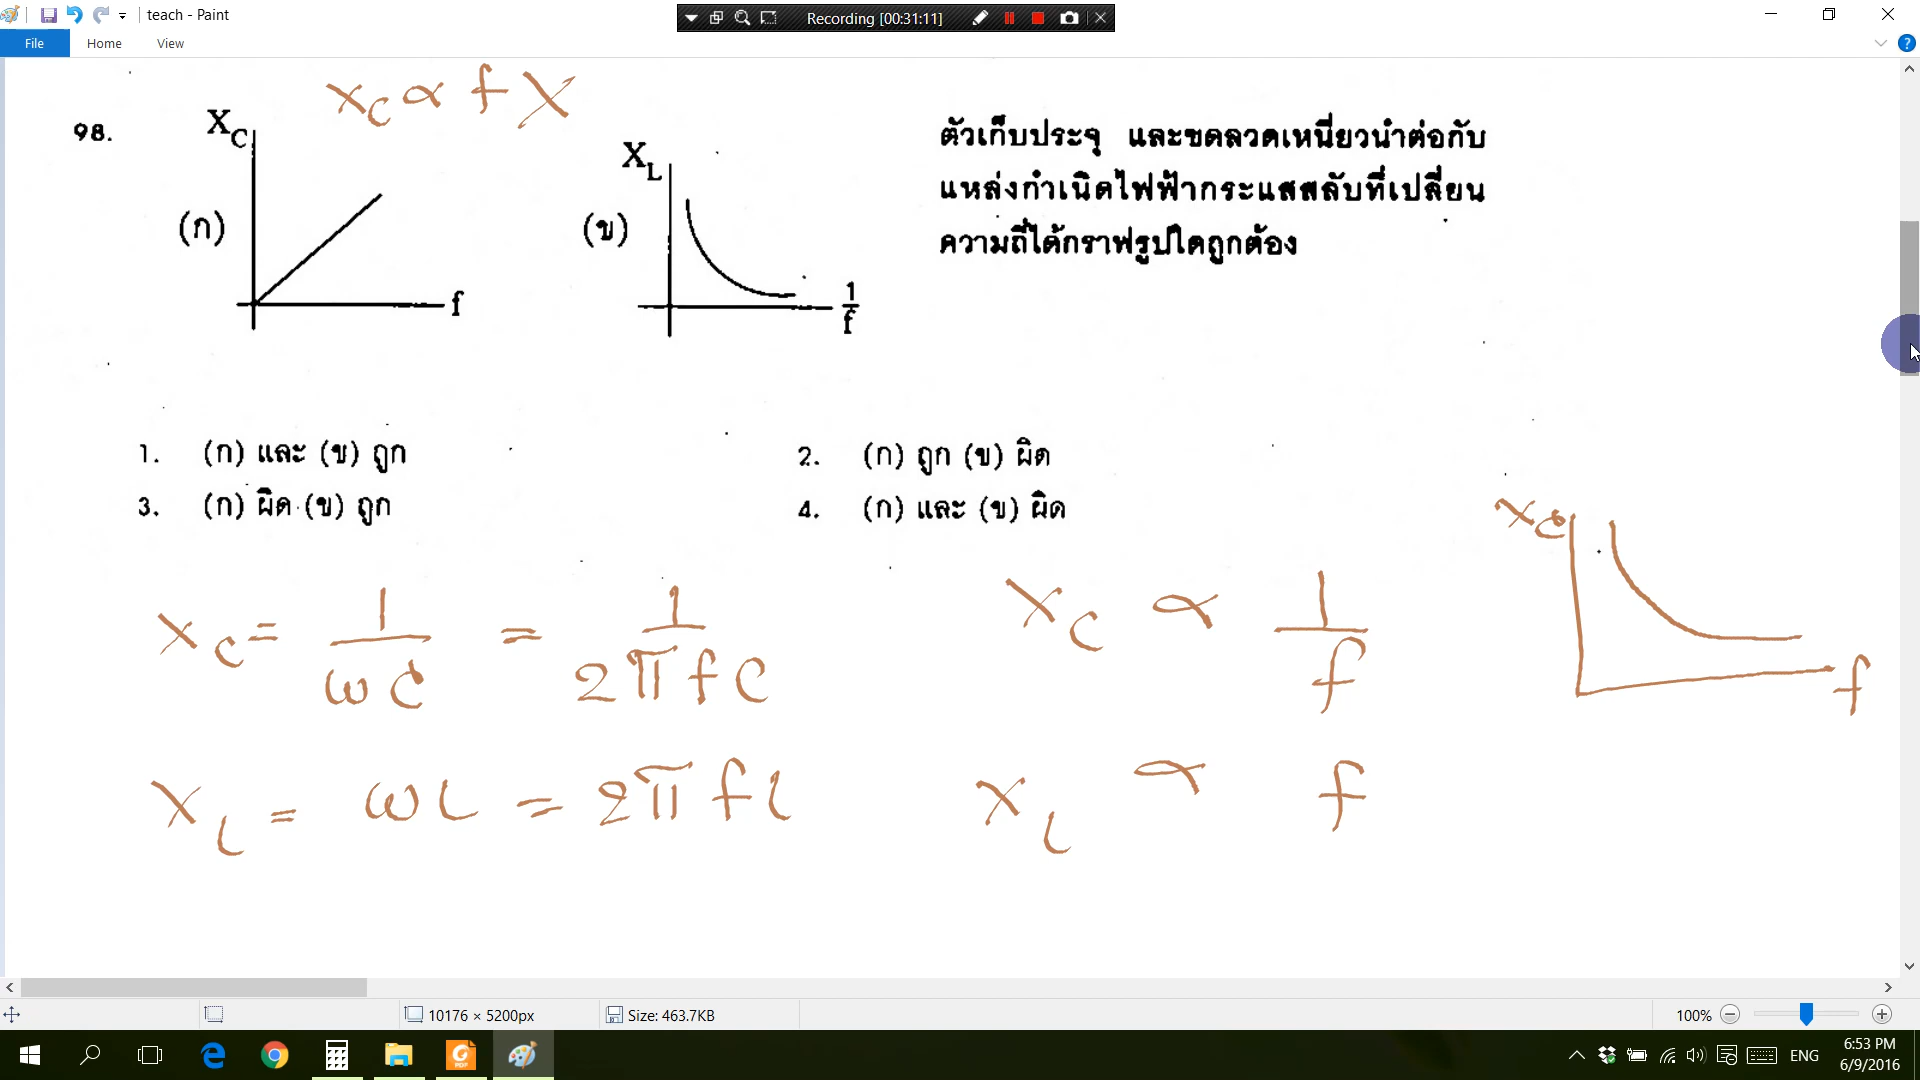 teach - Paint
Recording [00:31:11]
File Home View
X_C ∝ f X
98.
X_C
(ก)
f
X_L
(ข)
1/f
ตัวเก็บประจุ และขดลวดเหนี่ยวนำต่อกับ
แหล่งกำเนิดไฟฟ้ากระแสสลับที่เปลี่ยน
ความถี่ได้กราฟรูปใดถูกต้อง
1. (ก) และ (ข) ถูก
2. (ก) ถูก (ข) ผิด
3. (ก) ผิด (ข) ถูก
4. (ก) และ (ข) ผิด
X_C = 1/ωC = 1/2πfC
X_C ∝ 1/f
X_C
f
X_L = ωL = 2πfL
X_L ∝ f
10176 × 5200px
Size: 463.7KB
100%
ENG
6:53 PM
6/9/2016